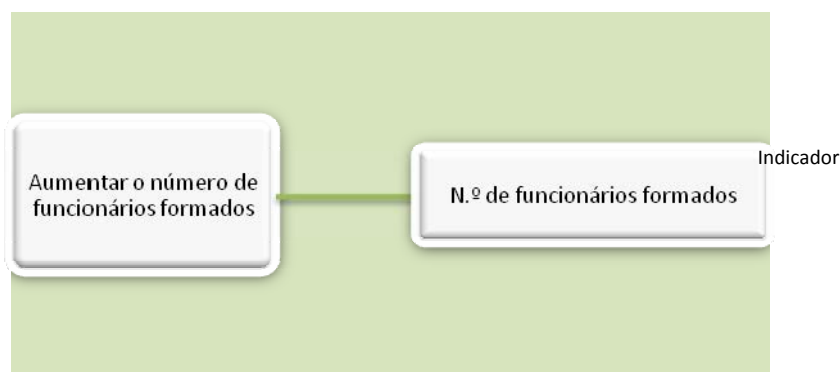 Aumentar o número de
funcionários formados
N.º de funcionários formados
Indicador